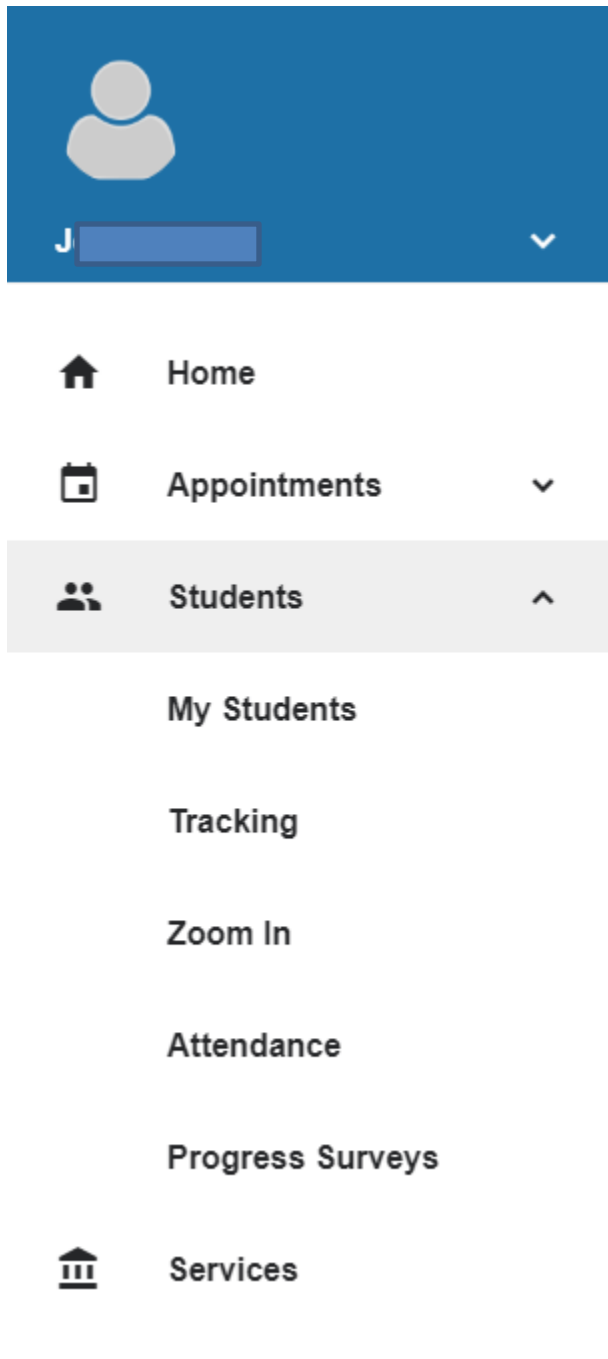 Home
Appointments
Students
My Students
Tracking
Zoom In
Attendance
Progress Surveys
Services